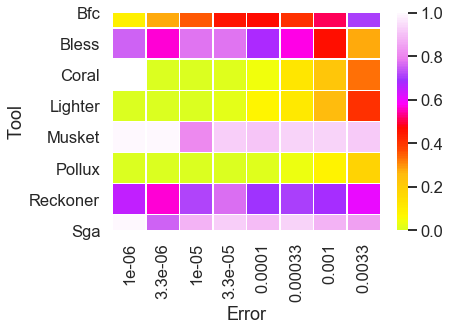 Tool
Bfc
Bless
Coral
Lighter
Musket
Pollux
Reckoner
Sga
1e-06
3.3e-06
1e-05
3.3e-05
0.0001
0.00033
0.001
0.0033
Error
1.0
0.8
0.6
0.4
0.2
0.0